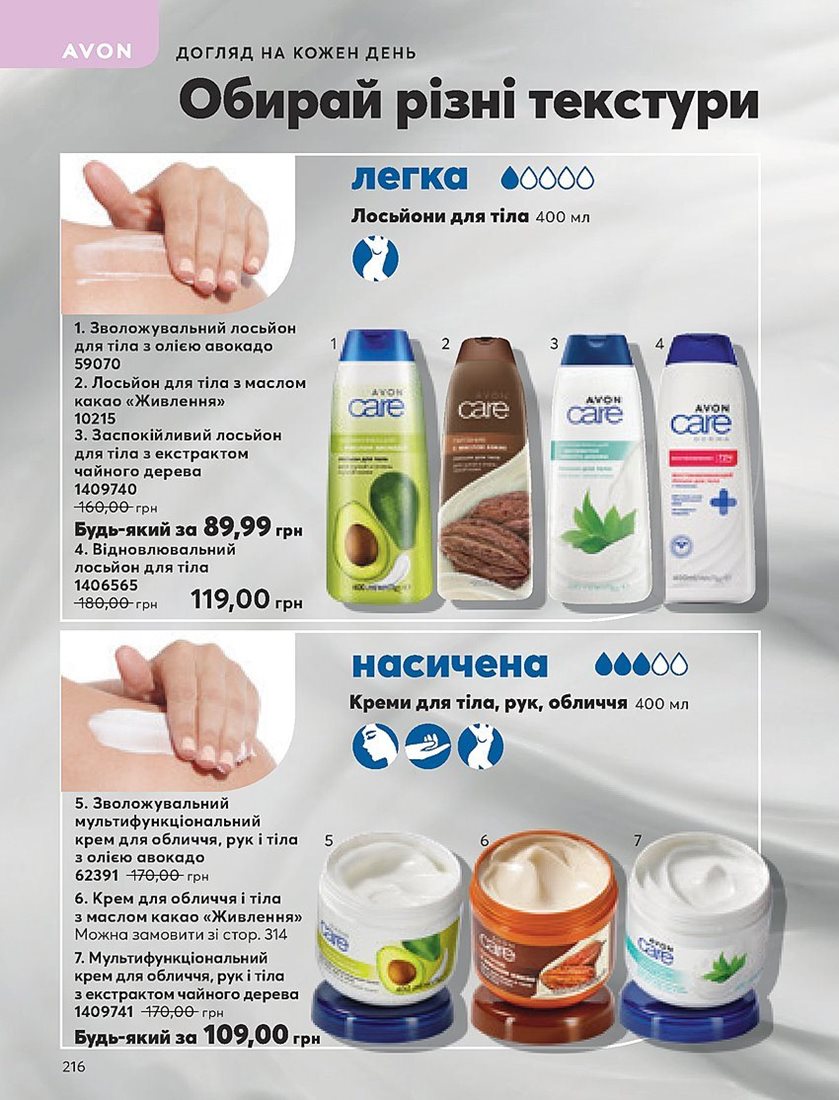 AVON
ДОГЛЯД НА КОЖЕН ДЕНЬ
Обирай різні текстури
легка
Лосьйони для тіла 400 мл
1. Зволожувальний лосьйон
для тіла з олією авокадо
59070
2. Лосьйон для тіла з маслом
какао «Живлення»
10215
3. Заспокійливий лосьйон
для тіла з екстрактом
чайного дерева
1409740
160,00 грн
Будь-який за 89,99 грн
4. Відновлювальний
лосьйон для тіла
1406565
180,00 грн 119,00 грн
1
2
3
4
AVON
care
AVON
care
AVON
care
AVON
care
насичена
Креми для тіла, рук, обличчя 400 мл
5. Зволожувальний
мультифункціональний
крем для обличчя, рук і тіла
з олією авокадо
62391 170,00 грн
6. Крем для обличчя і тіла
з маслом какао «Живлення»
Можна замовити зі стор. 314
7. Мультифункціональний
крем для обличчя, рук і тіла
з екстрактом чайного дерева
1409741 170,00 грн
Будь-який за 109,00 грн
5
6
7
care
AVON
care
AVON
care
216